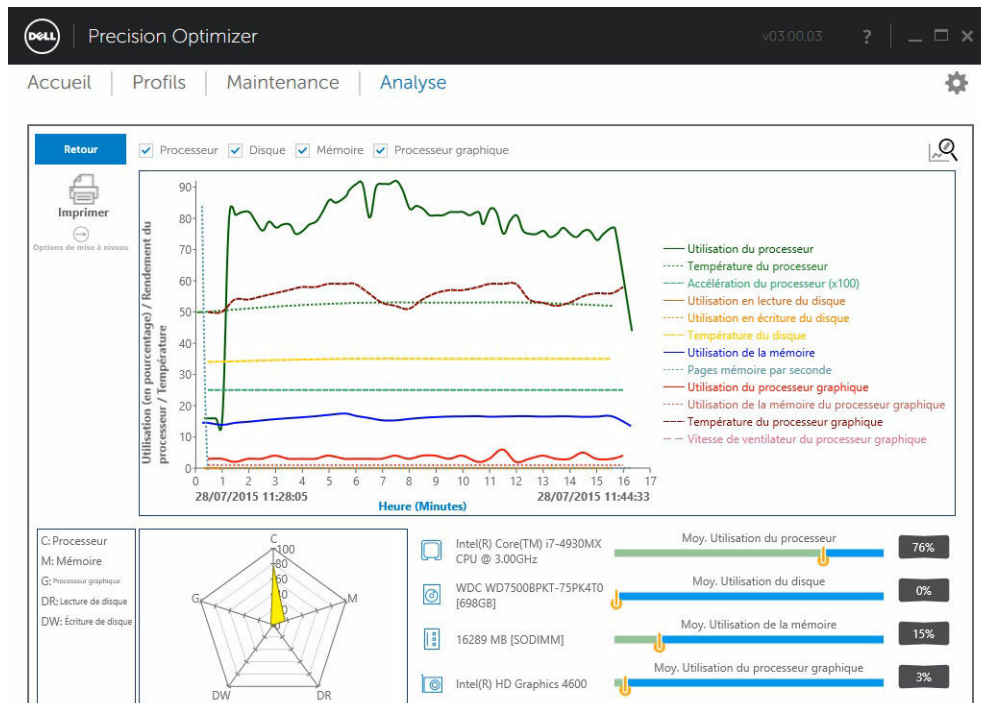 DELL
Precision Optimizer
v03.00.03
?
Accueil
Profils
Maintenance
Analyse
Retour
Processeur
Disque
Mémoire
Processeur graphique
Imprimer
Options de mise à niveau
Utilisation (en pourcentage) / Rendement du
processeur / Température
90
80
70
60
50
40
30
20
10
0
0 1 2 3 4 5 6 7 8 9 10 11 12 13 14 15 16 17
28/07/2015 11:28:05
28/07/2015 11:44:33
Heure (Minutes)
Utilisation du processeur
Température du processeur
Accélération du processeur (x100)
Utilisation en lecture du disque
Utilisation en écriture du disque
Température du disque
Utilisation de la mémoire
Pages mémoire par seconde
Utilisation du processeur graphique
Utilisation de la mémoire du processeur graphique
Température du processeur graphique
Vitesse de ventilateur du processeur graphique
C: Processeur
M: Mémoire
G: Processeur graphique
DR: Lecture de disque
DW: Écriture de disque
C
100
80
60
M
G
DW
DR
Intel(R) Core(TM) i7-4930MX
CPU @ 3.00GHz
Moy. Utilisation du processeur
76%
WDC WD7500BPKT-75PK4T0
[698GB]
Moy. Utilisation du disque
0%
16289 MB [SODIMM]
Moy. Utilisation de la mémoire
15%
Intel(R) HD Graphics 4600
Moy. Utilisation du processeur graphique
3%